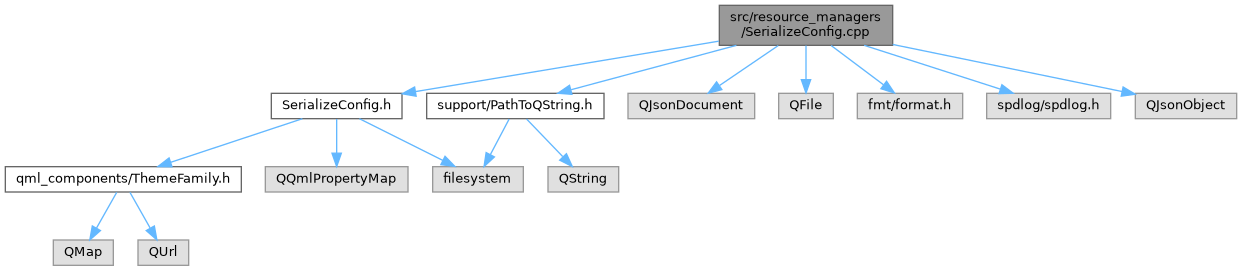 src/resource_managers
/SerializeConfig.cpp
SerializeConfig.h
support/PathToQString.h
QJsonDocument
QFile
fmt/format.h
spdlog/spdlog.h
QJsonObject
qml_components/ThemeFamily.h
QQmlPropertyMap
filesystem
QString
QMap
QUrl